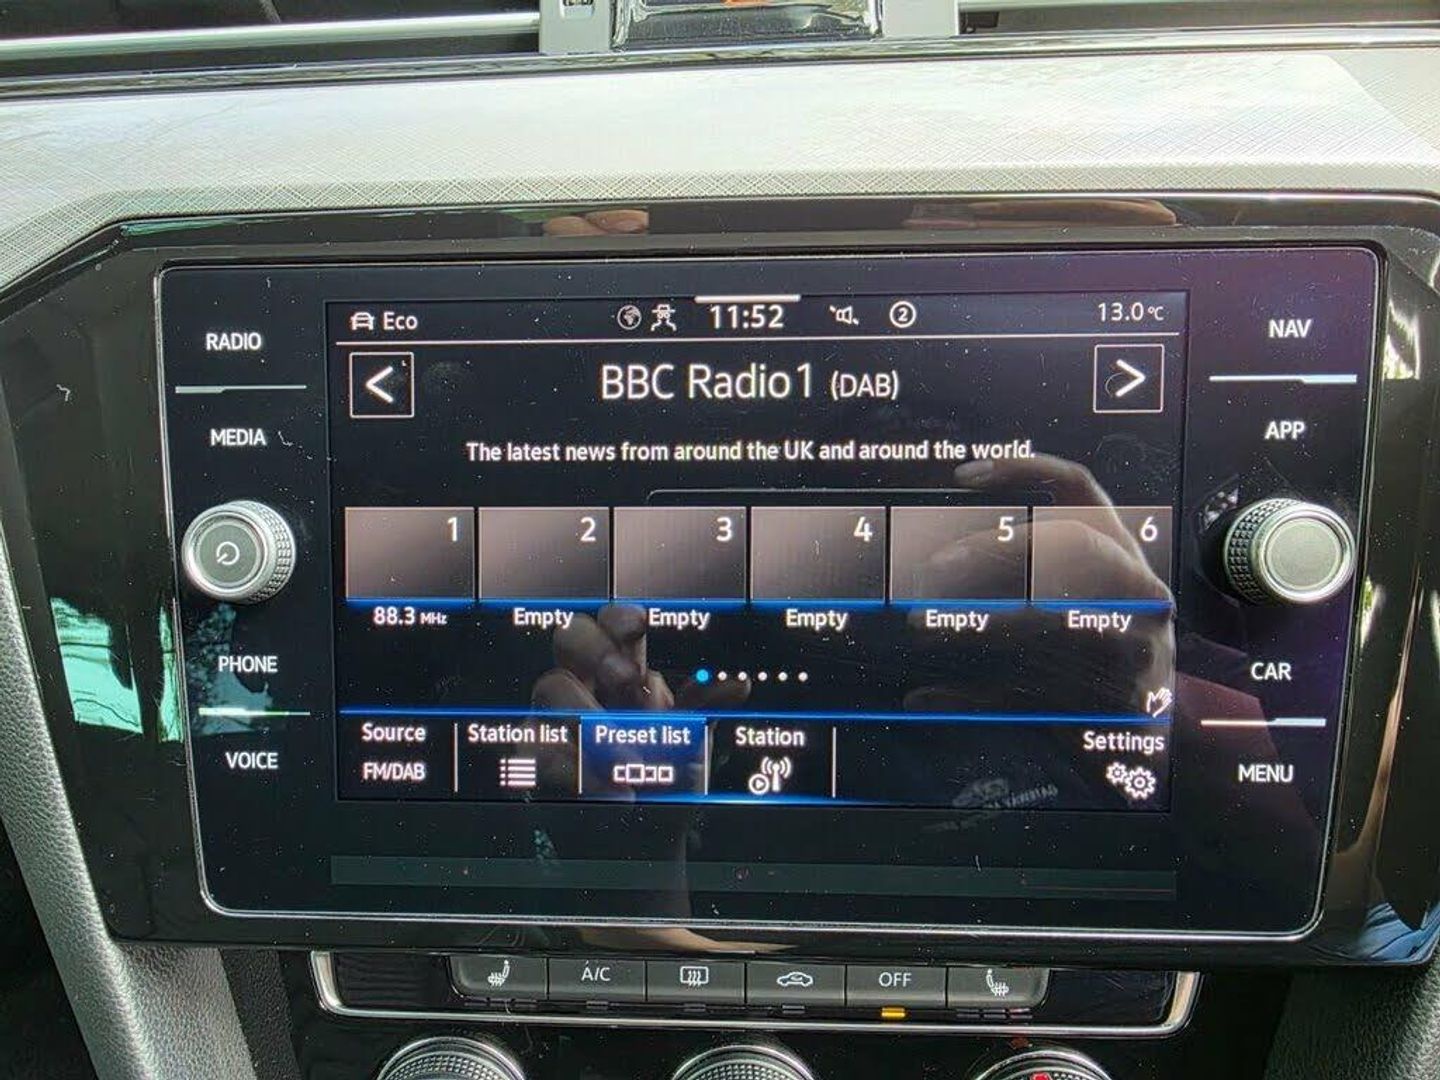 RADIO
MEDIA
PHONE
VOICE
Eco
11:52
2
13.0 °C
BBC Radio1 (DAB)
The latest news from around the UK and around the world.
1 2 3 4 5 6
88.3 MHz Empty Empty Empty Empty Empty
Source Station list Preset list Station Settings
FM/DAB
NAV
APP
CAR
MENU
A/C OFF